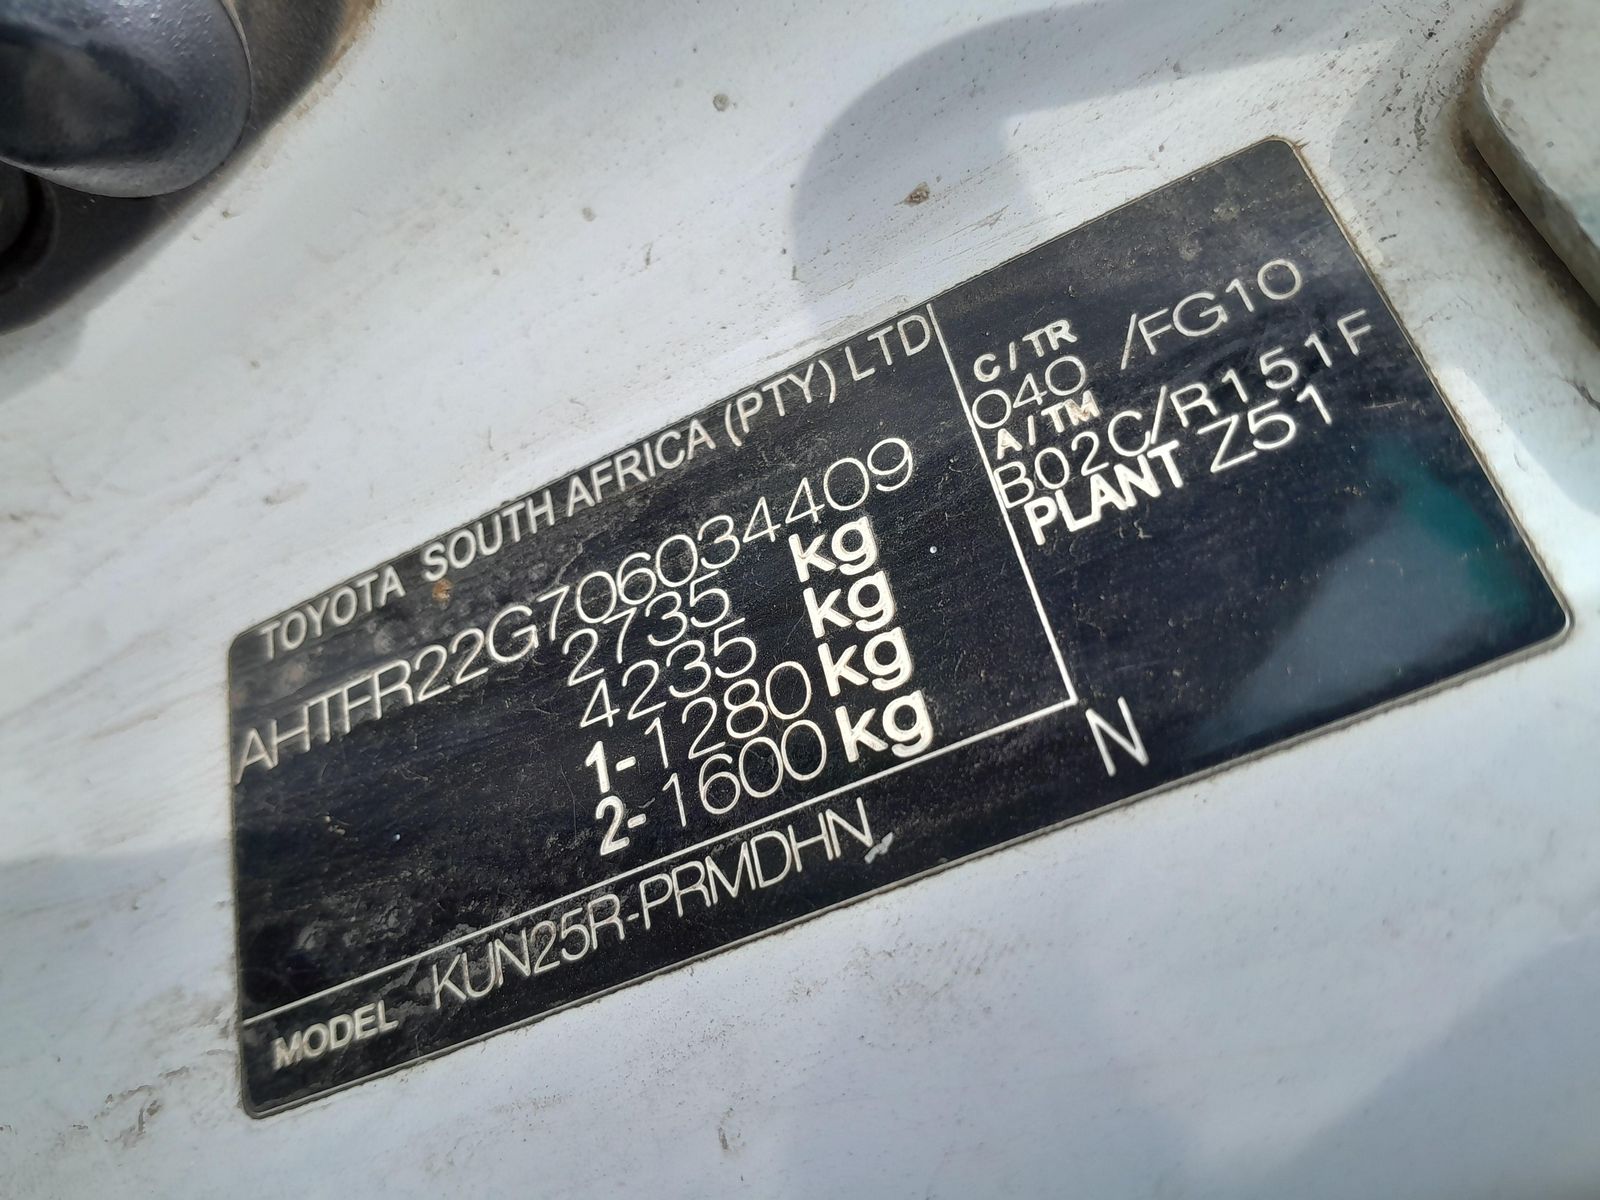 TOYOTA SOUTH AFRICA (PTY) LTD
AHTFR22G706034409
2735 kg
4235 kg
1- 1280 kg
2- 1600 kg
C/TR
040 /FG10
A/TM
B02C/R151F
PLANT Z51
MODEL KUN25R-PRMDHN N